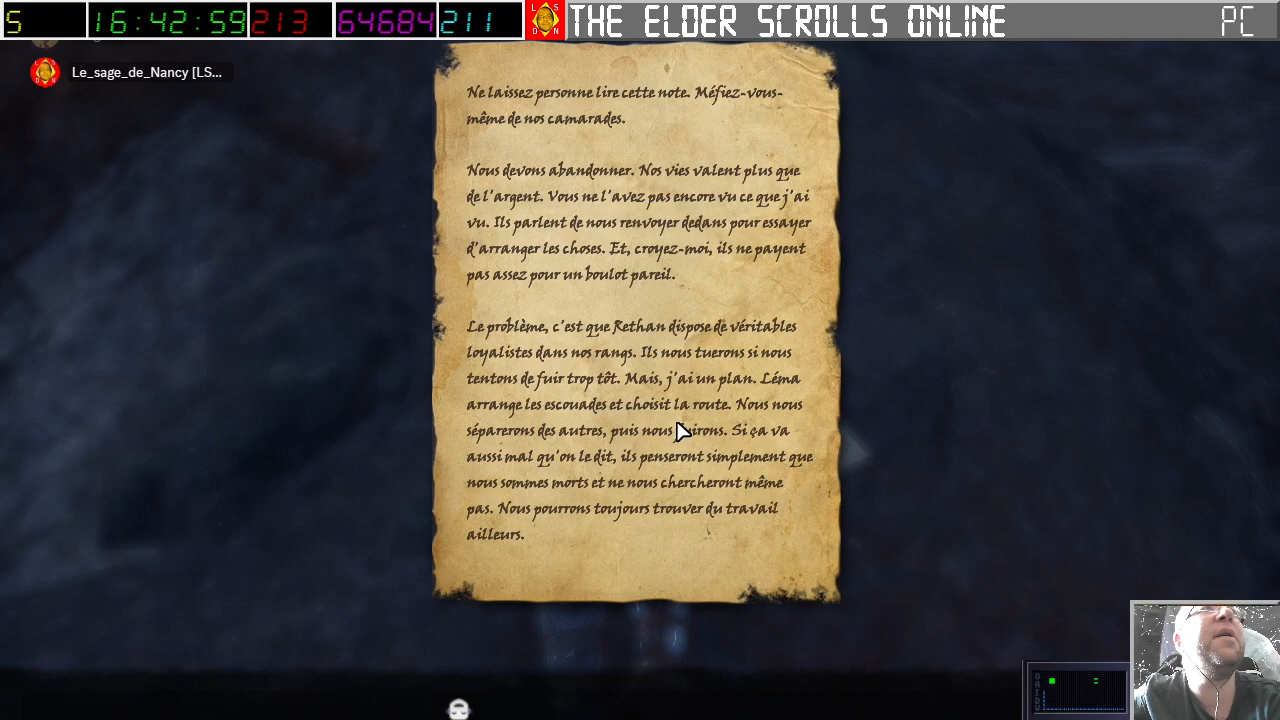 5
16:42:59
213
64684
211
THE ELDER SCROLLS ONLINE
PC
Le_sage_de_Nancy [LS...
Ne laissez personne lire cette note. Méfiez-vous-
même de nos camarades.
Nous devons abandonner. Nos vies valent plus que
de l'argent. Vous ne l'avez pas encore vu ce que j'ai
vu. Ils parlent de nous renvoyer dedans pour essayer
d'arranger les choses. Et, croyez-moi, ils ne payent
pas assez pour un boulot pareil.
Le problème, c'est que Rethan dispose de véritables
loyalistes dans nos rangs. Ils nous tuerons si nous
tentons de fuir trop tôt. Mais, j'ai un plan. Léma
arrange les escouades et choisit la route. Nous nous
séparerons des autres, puis nous Si ça va
aussi mal qu'on le dit, ils penseront simplement que
nous sommes morts et ne nous chercheront même
pas. Nous pourrons toujours trouver du travail
ailleurs.